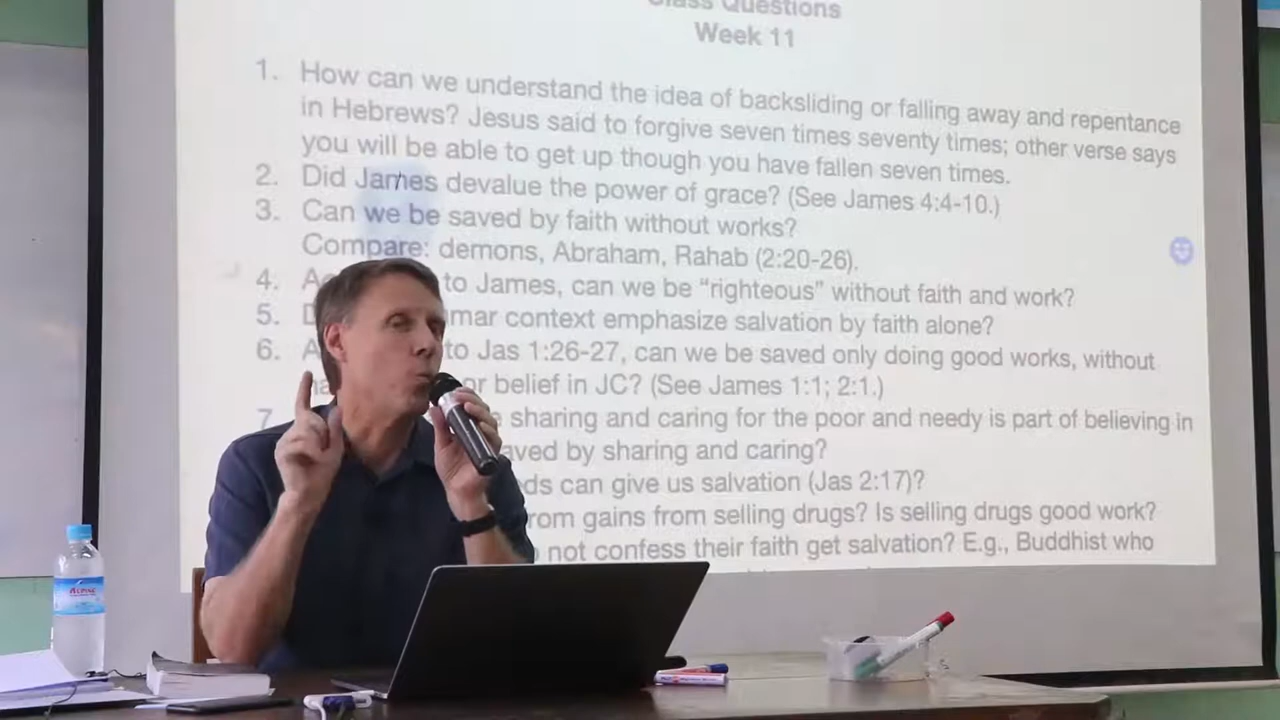 Class Questions
Week 11
1. How can we understand the idea of backsliding or falling away and repentance
in Hebrews? Jesus said to forgive seven times seventy times; other verse says
you will be able to get up though you have fallen seven times.
2. Did James devalue the power of grace? (See James 4:4-10.)
3. Can we be saved by faith without works?
Compare: demons, Abraham, Rahab (2:20-26).
4. to James, can we be “righteous” without faith and work?
5. context emphasize salvation by faith alone?
6. to Jas 1:26-27, can we be saved only doing good works, without
or belief in JC? (See James 1:1; 2:1.)
7. sharing and caring for the poor and needy is part of believing in
by sharing and caring?
can give us salvation (Jas 2:17)?
from gains from selling drugs? Is selling drugs good work?
not confess their faith get salvation? E.g., Buddhist who